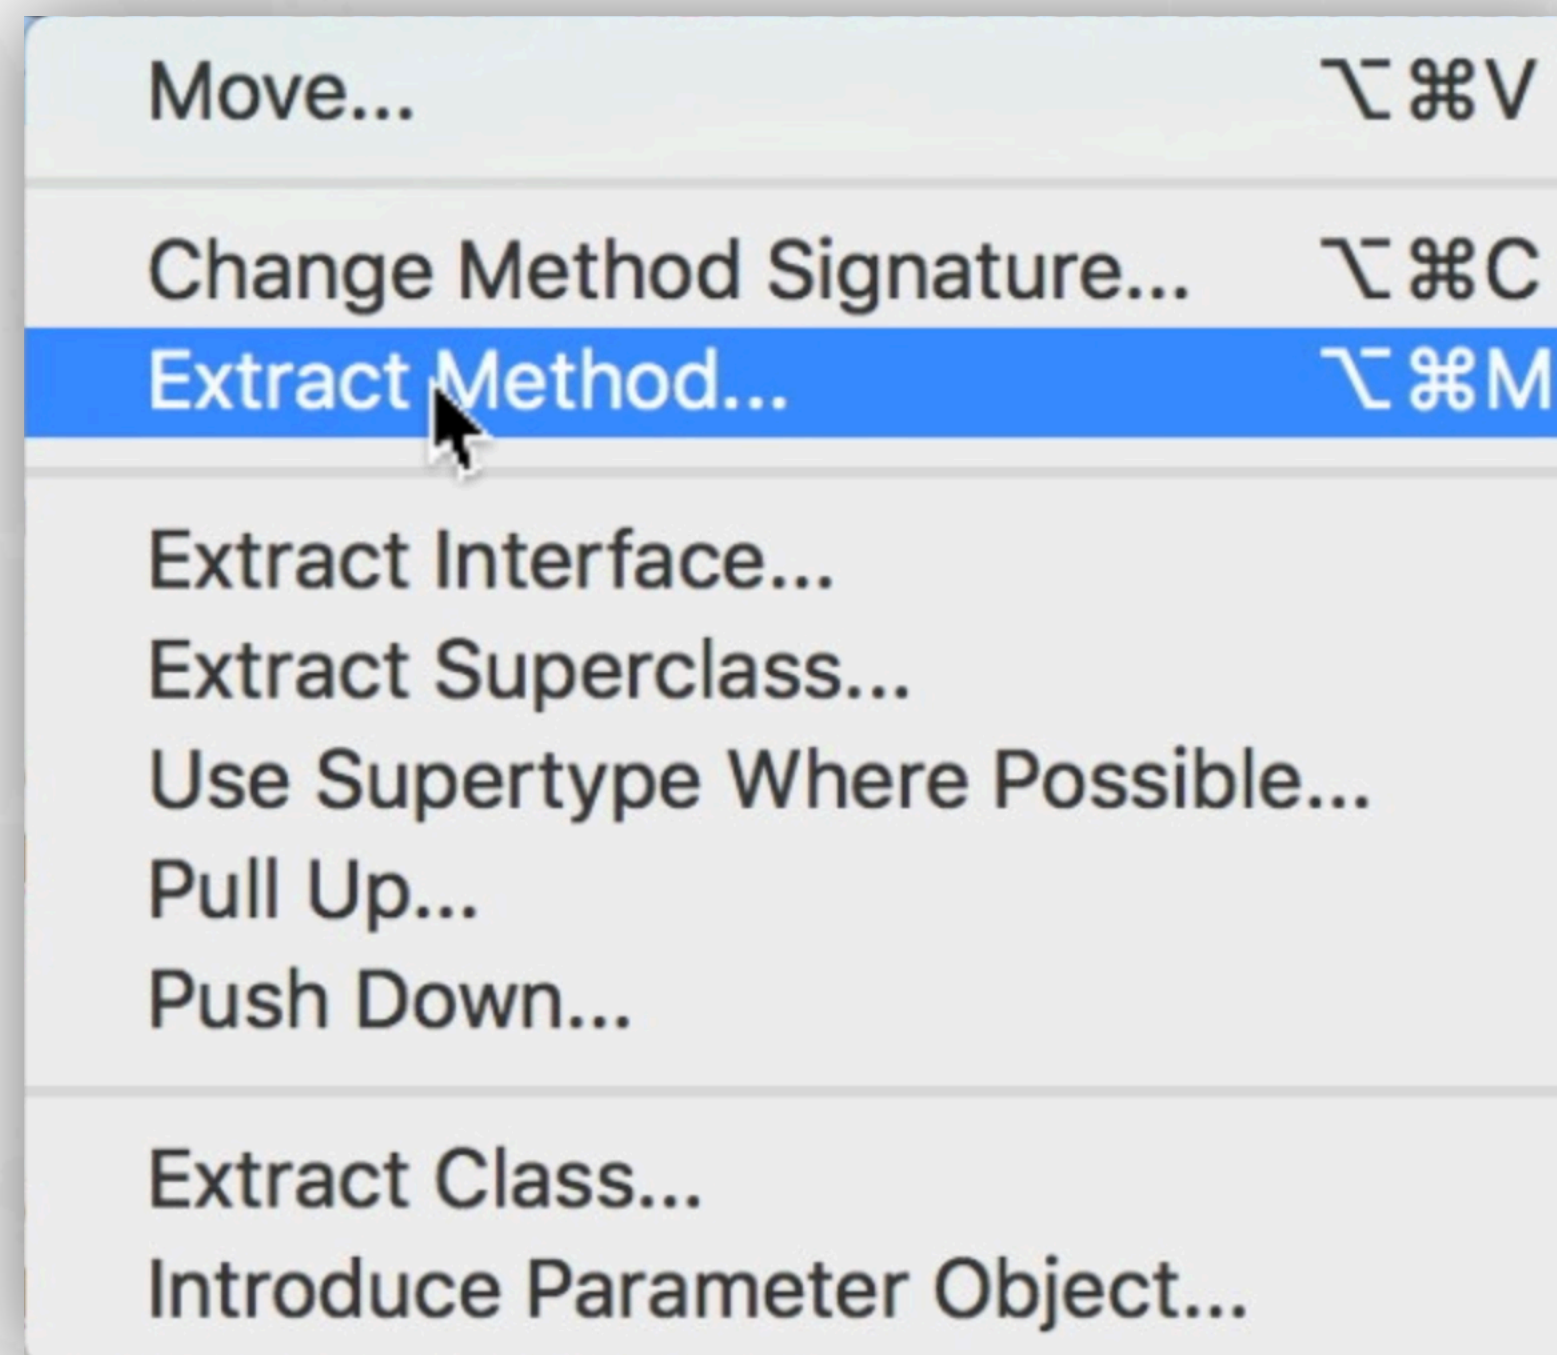 Move... ⌥⌘V
Change Method Signature... ⌥⌘C
Extract Method... ⌥⌘M
Extract Interface...
Extract Superclass...
Use Supertype Where Possible...
Pull Up...
Push Down...
Extract Class...
Introduce Parameter Object...